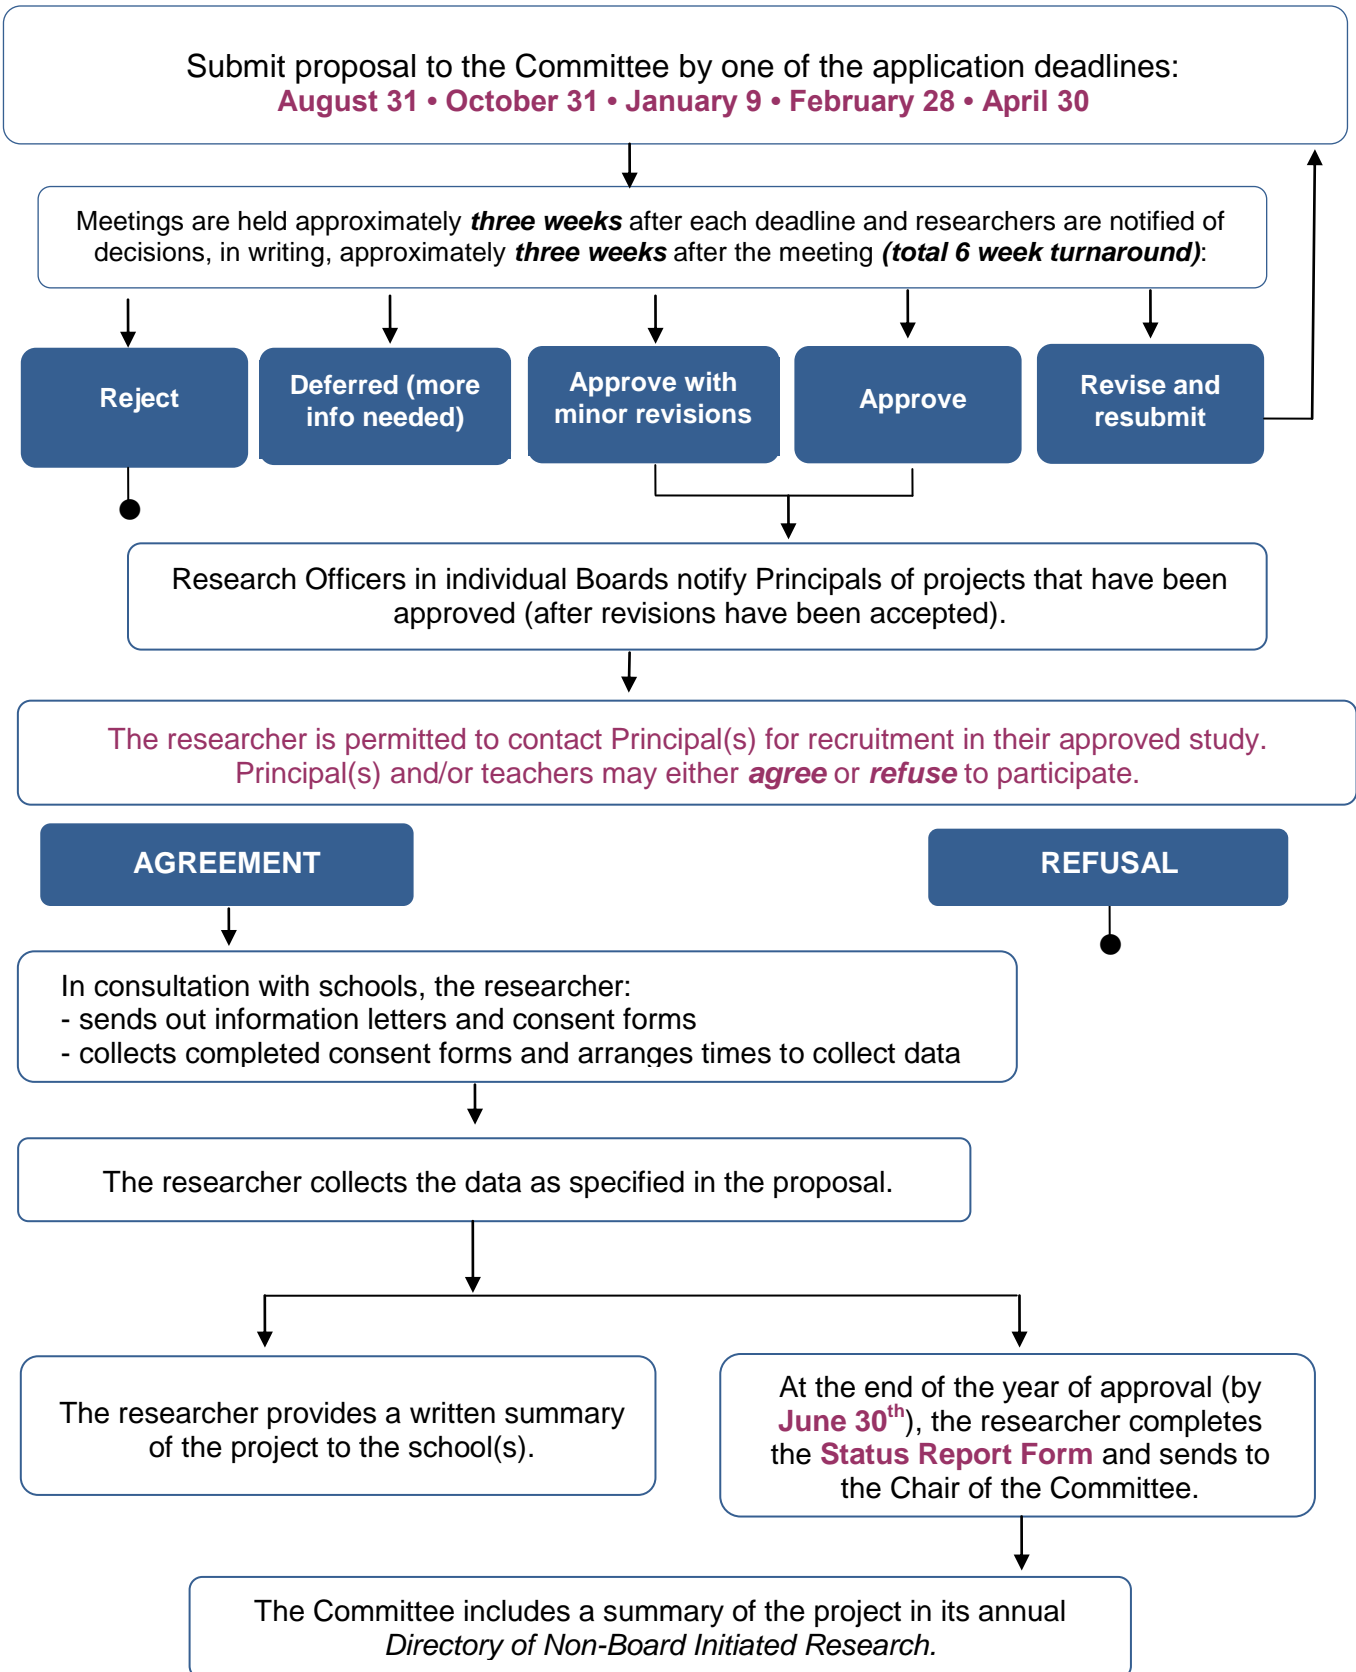 Submit proposal to the Committee by one of the application deadlines:
August 31 • October 31 • January 9 • February 28 • April 30
Meetings are held approximately three weeks after each deadline and researchers are notified of
decisions, in writing, approximately three weeks after the meeting (total 6 week turnaround):
Reject
Deferred (more
info needed)
Approve with
minor revisions
Approve
Revise and
resubmit
Research Officers in individual Boards notify Principals of projects that have been
approved (after revisions have been accepted).
The researcher is permitted to contact Principal(s) for recruitment in their approved study.
Principal(s) and/or teachers may either agree or refuse to participate.
AGREEMENT
REFUSAL
In consultation with schools, the researcher:
- sends out information letters and consent forms
- collects completed consent forms and arranges times to collect data
The researcher collects the data as specified in the proposal.
The researcher provides a written summary
of the project to the school(s).
At the end of the year of approval (by
June 30th), the researcher completes
the Status Report Form and sends to
the Chair of the Committee.
The Committee includes a summary of the project in its annual
Directory of Non-Board Initiated Research.